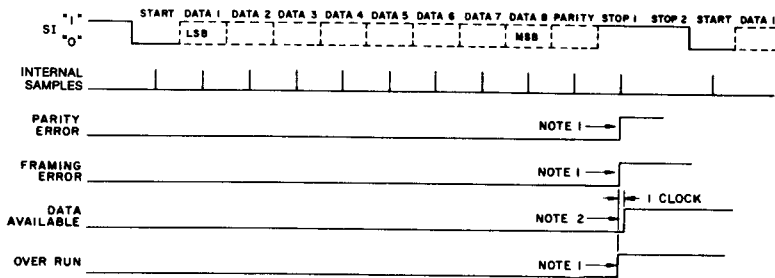 START DATA 1 DATA 2 DATA 3 DATA 4 DATA 5 DATA 6 DATA 7 DATA 8 PARITY STOP 1 STOP 2 START DATA 1
SI "1"
"0"
LSB MSB
INTERNAL
SAMPLES
PARITY
ERROR
NOTE 1
FRAMING
ERROR
NOTE 1
1 CLOCK
DATA
AVAILABLE
NOTE 2
OVER RUN
NOTE 1